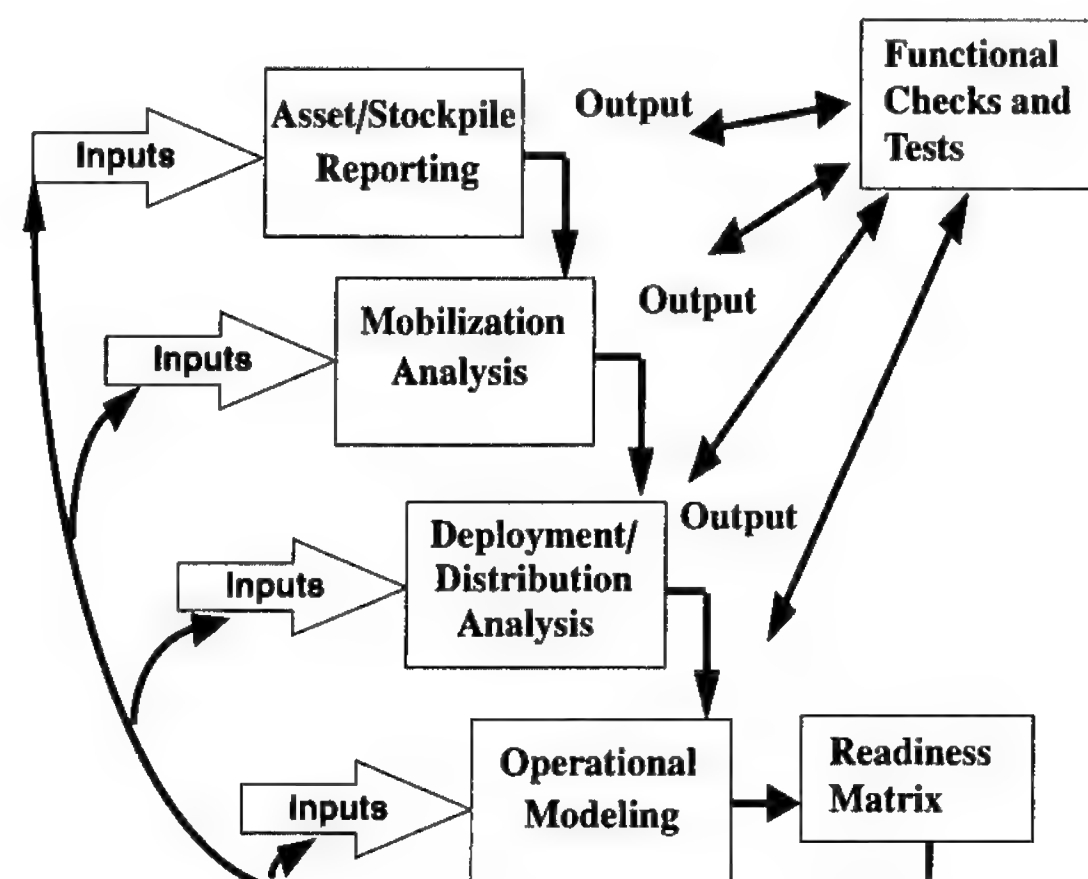 Functional
Checks and
Tests
Output
Asset/Stockpile
Reporting
Inputs
Output
Mobilization
Analysis
Inputs
Output
Deployment/
Distribution
Analysis
Inputs
Operational
Modeling
Readiness
Matrix
Inputs